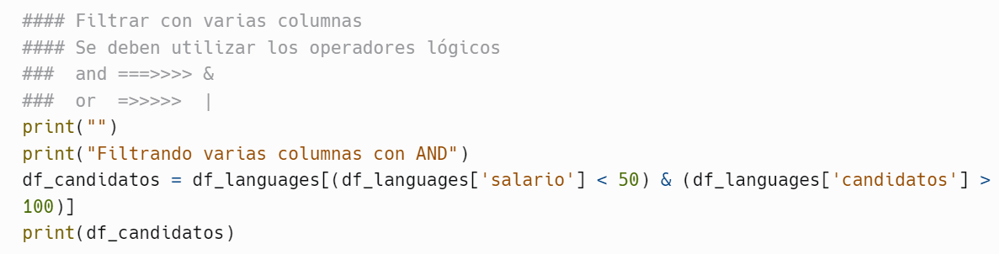 #### Filtrar con varias columnas
#### Se deben utilizar los operadores lógicos
###  and ===>>>> &
###  or  =>>>>>  |
print("")
print("Filtrando varias columnas con AND")
df_candidatos = df_languages[(df_languages['salario'] < 50) & (df_languages['candidatos'] >
100)]
print(df_candidatos)